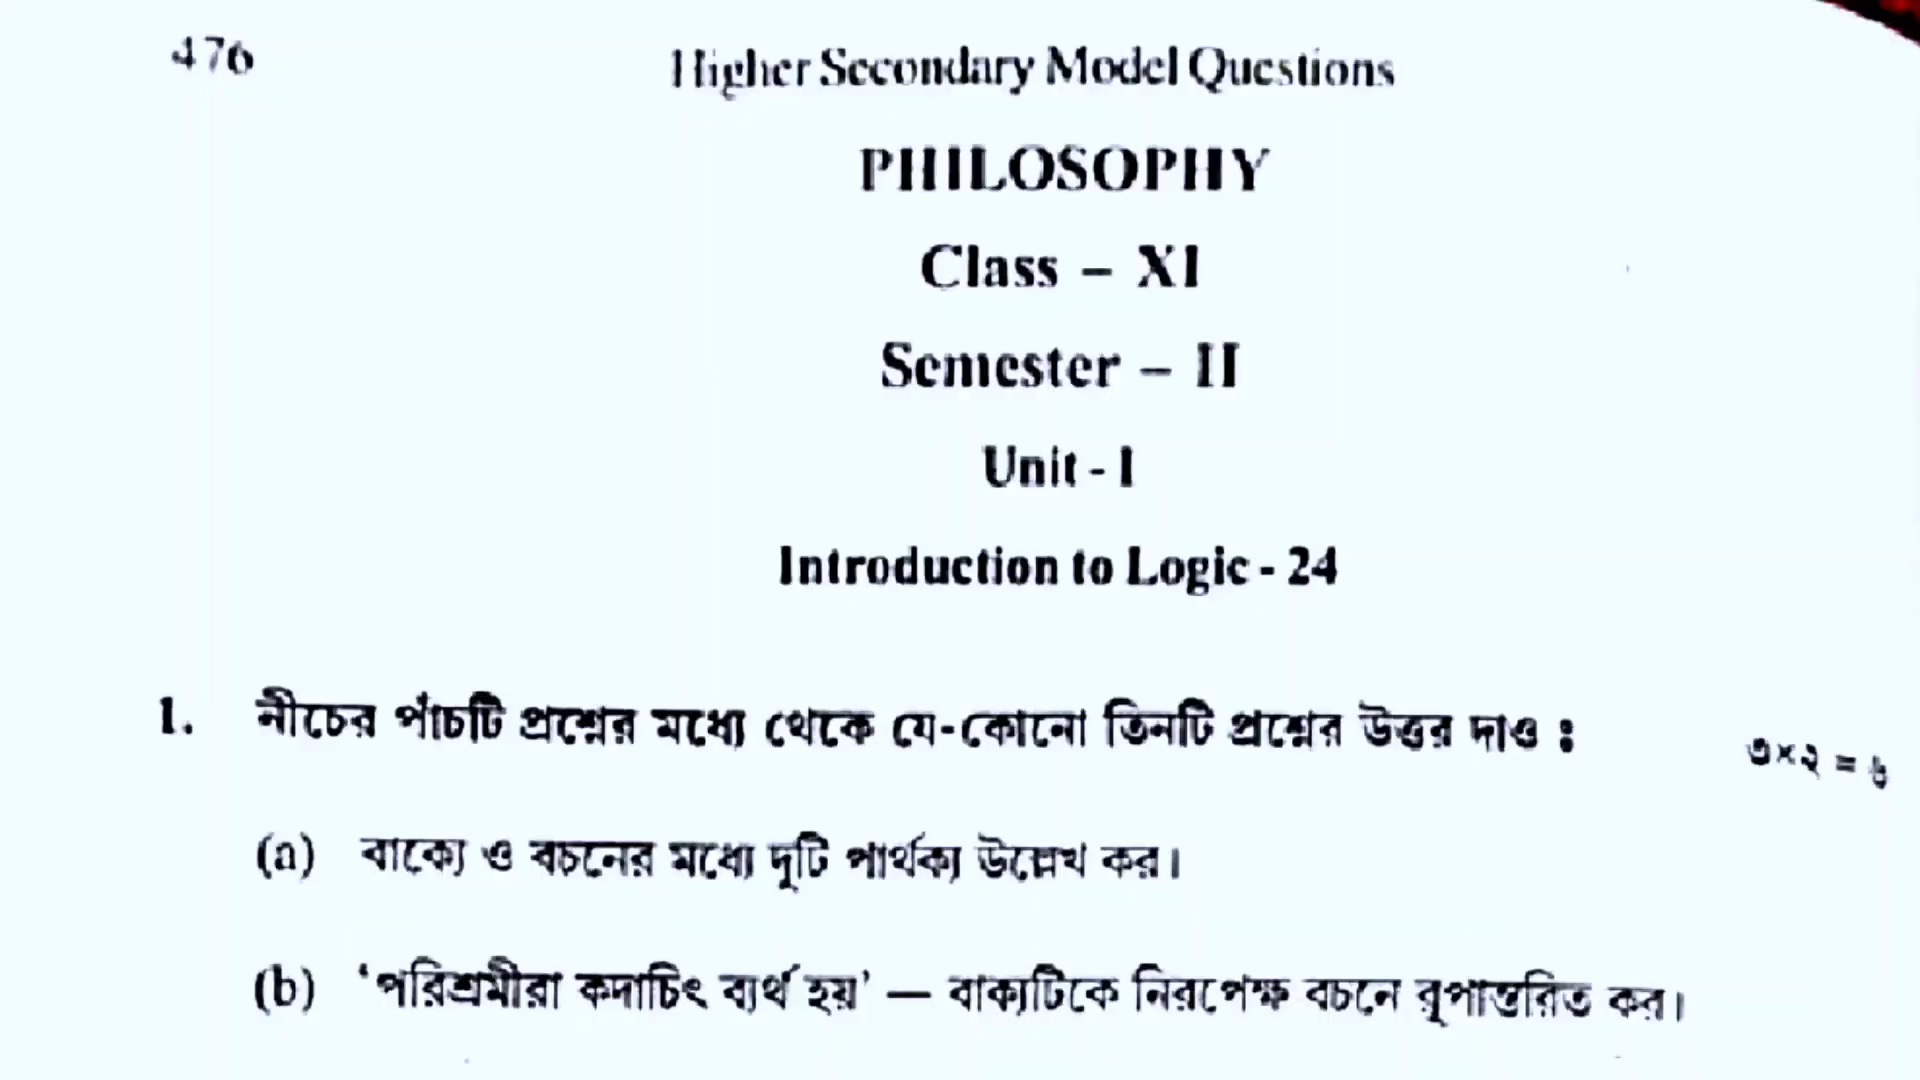 476
Higher Secondary Model Questions
PHILOSOPHY
Class – XI
Semester – II
Unit - I
Introduction to Logic - 24
1. নীচের পাঁচটি প্রশ্নের মধ্যে থেকে যে-কোনো তিনটি প্রশ্নের উত্তর দাও : ৩×২ = ৬
(a) বাক্যে ও বচনের মধ্যে দুটি পার্থক্য উল্লেখ কর।
(b) ‘পরিশ্রমীরা কদাচিৎ ব্যর্থ হয়’ — বাক্যটিকে নিরপেক্ষ বচনে রূপান্তরিত কর।